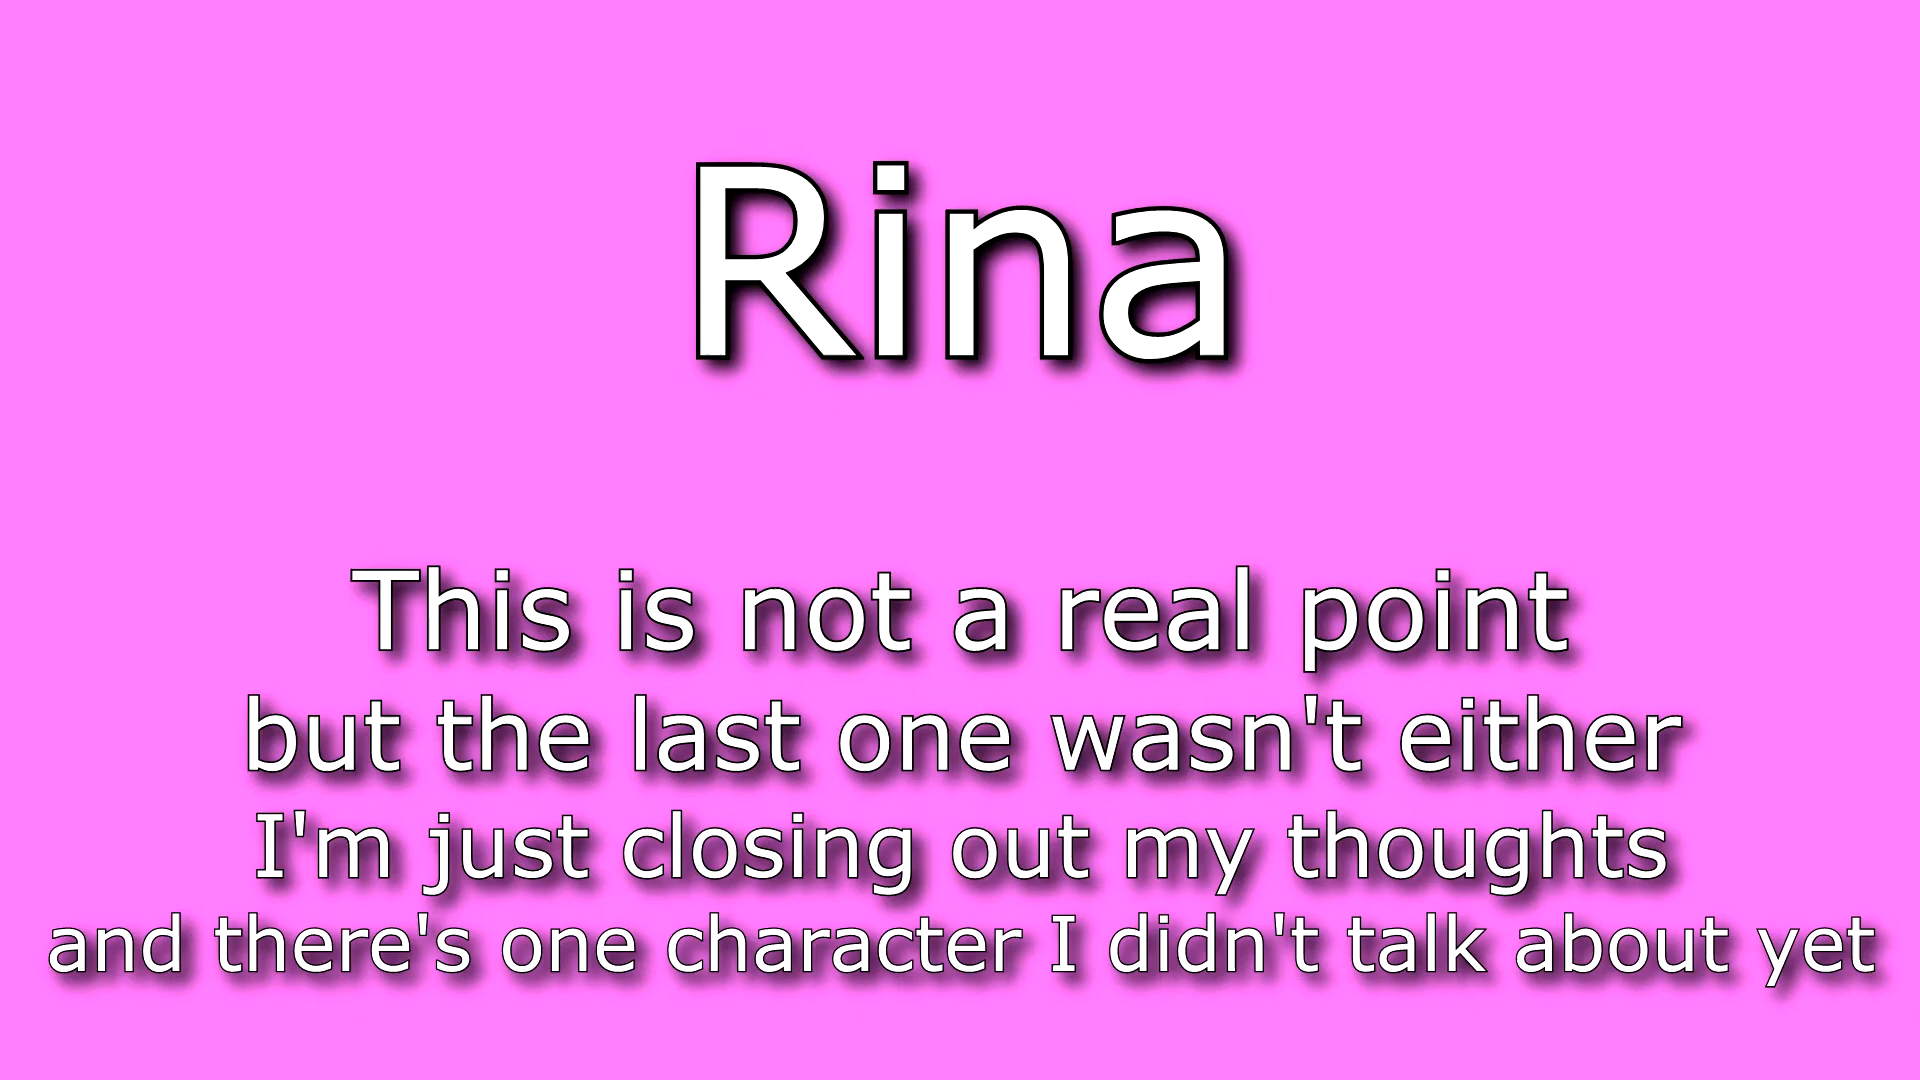 Rina
This is not a real point
but the last one wasn't either
I'm just closing out my thoughts
and there's one character I didn't talk about yet